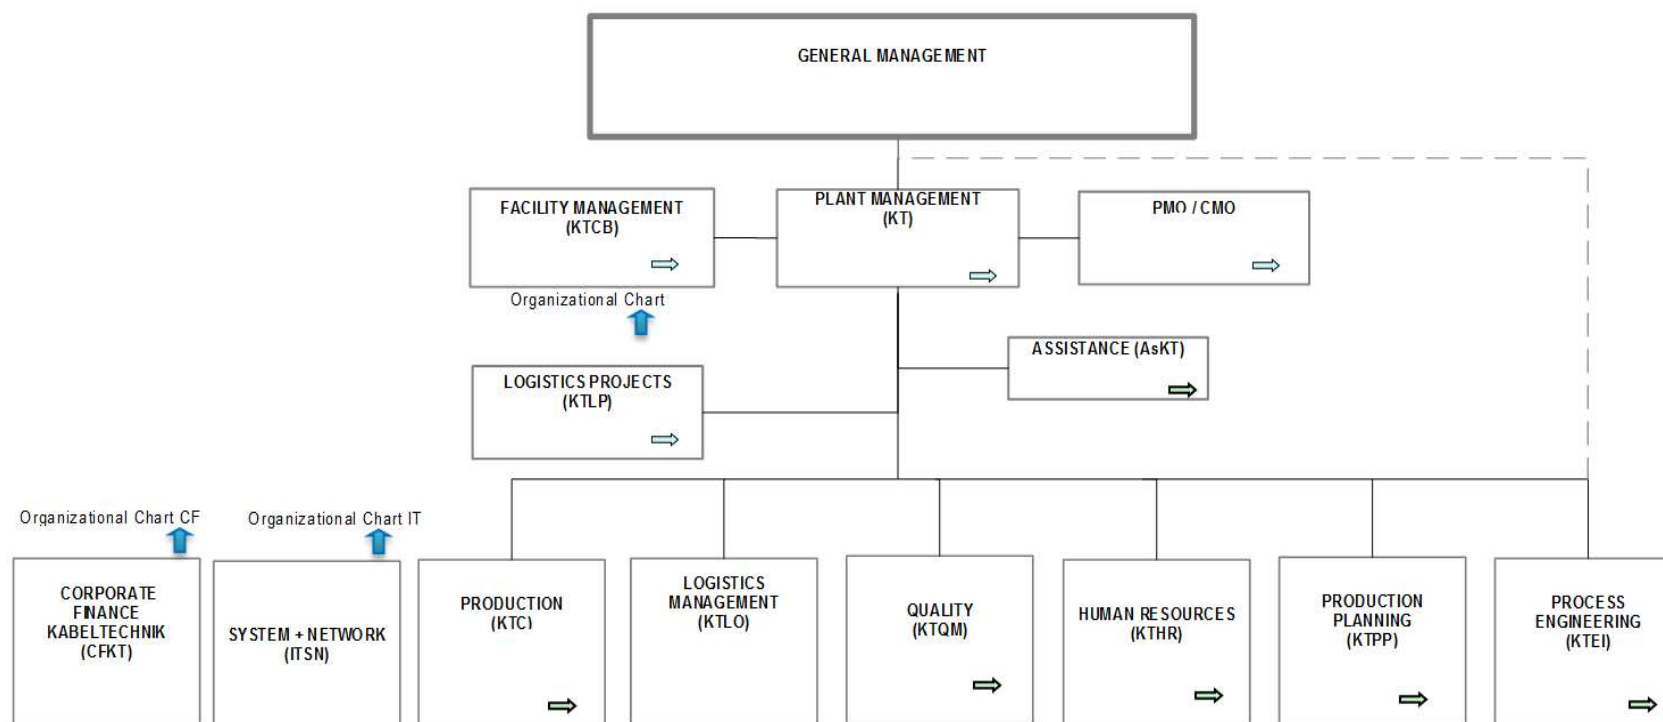 GENERAL MANAGEMENT
FACILITY MANAGEMENT
(KTCB)
PLANT MANAGEMENT
(KT)
PMO / CMO
Organizational Chart
ASSISTANCE (AsKT)
LOGISTICS PROJECTS
(KTLP)
Organizational Chart CF
Organizational Chart IT
CORPORATE
FINANCE
KABELTECHNIK
(CFKT)
SYSTEM + NETWORK
(ITSN)
PRODUCTION
(KTC)
LOGISTICS
MANAGEMENT
(KTLO)
QUALITY
(KTQM)
HUMAN RESOURCES
(KTHR)
PRODUCTION
PLANNING
(KTPP)
PROCESS
ENGINEERING
(KTEI)